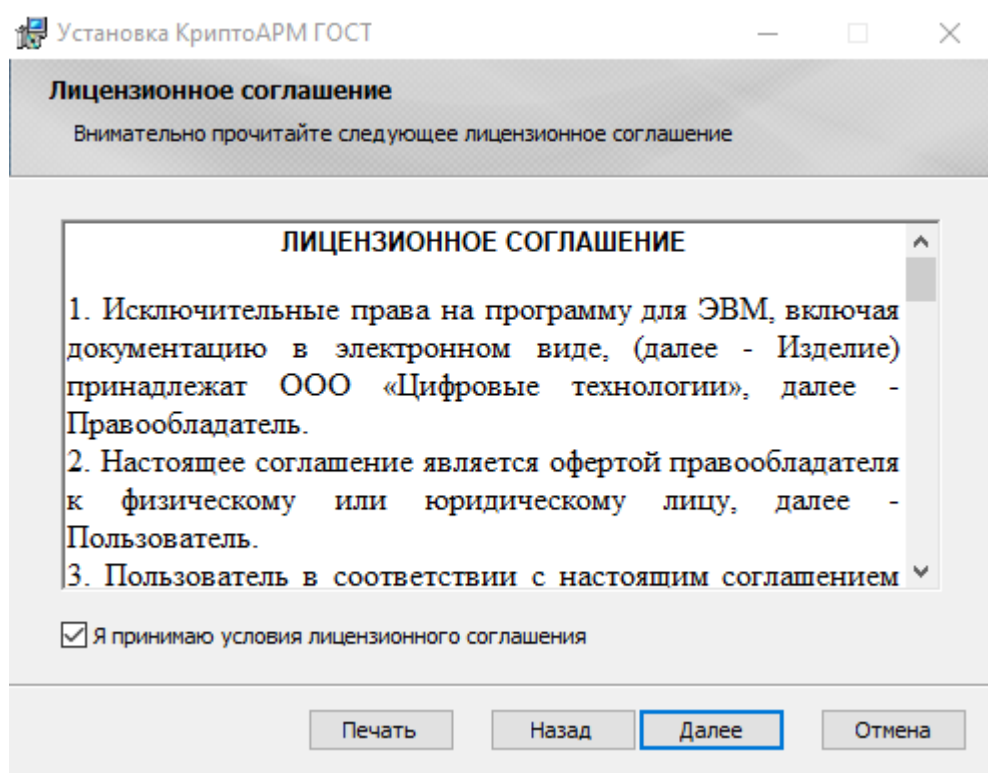 Установка КриптоАРМ ГОСТ
Лицензионное соглашение
Внимательно прочитайте следующее лицензионное соглашение
ЛИЦЕНЗИОННОЕ СОГЛАШЕНИЕ
1. Исключительные права на программу для ЭВМ, включая
документацию в электронном виде, (далее - Изделие)
принадлежат ООО «Цифровые технологии», далее -
Правообладатель.
2. Настоящее соглашение является офертой правообладателя
к физическому или юридическому лицу, далее -
Пользователь.
3. Пользователь в соответствии с настоящим соглашением
Я принимаю условия лицензионного соглашения
Печать Назад Далее Отмена